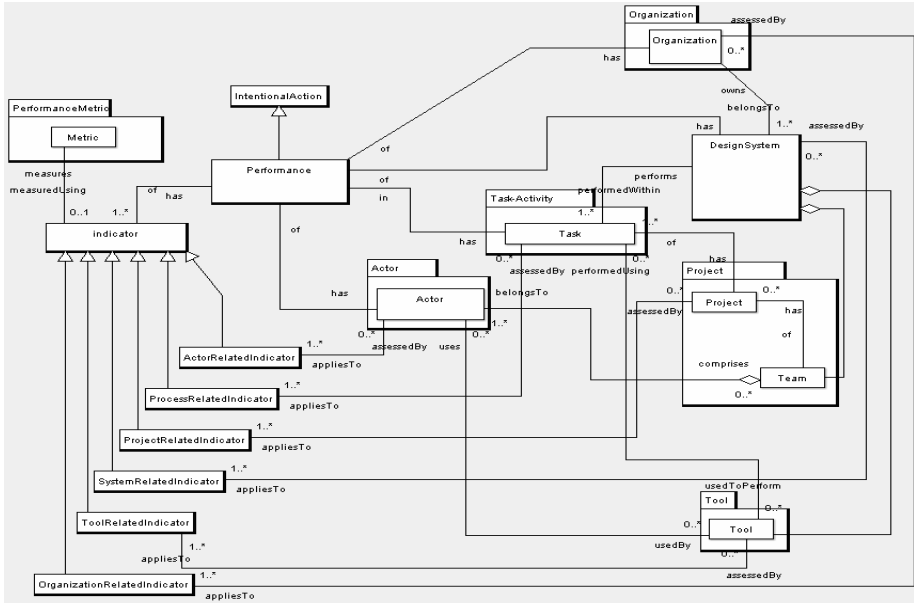 Organization
assessedBy
Organization
0..*
has
owns
belongsTo
IntentionalAction
PerformanceMetric
Metric
1..*
assessedBy
has
DesignSystem
0..*
of
measures
measuredUsing
of
has
Performance
of
in
performs
performedWithin
Task-Activity
1..*
1..*
0..1
1..*
indicator
of
Task
of
has
has
0..*
assessedBy
performedUsing
0..*
Actor
Project
has
belongsTo
Actor
0..*
0..*
Project
has
assessedBy
of
0..*
assessedBy
uses
0..*
1..*
ActorRelatedIndicator
1..*
appliesTo
comprises
Team
0..*
ProcessRelatedIndicator
1..*
appliesTo
ProjectRelatedIndicator
1..*
appliesTo
SystemRelatedIndicator
1..*
appliesTo
usedToPerform
Tool
0..*
0..*
Tool
usedBy
0..*
ToolRelatedIndicator
1..*
appliesTo
assessedBy
OrganizationRelatedIndicator
1..*
appliesTo